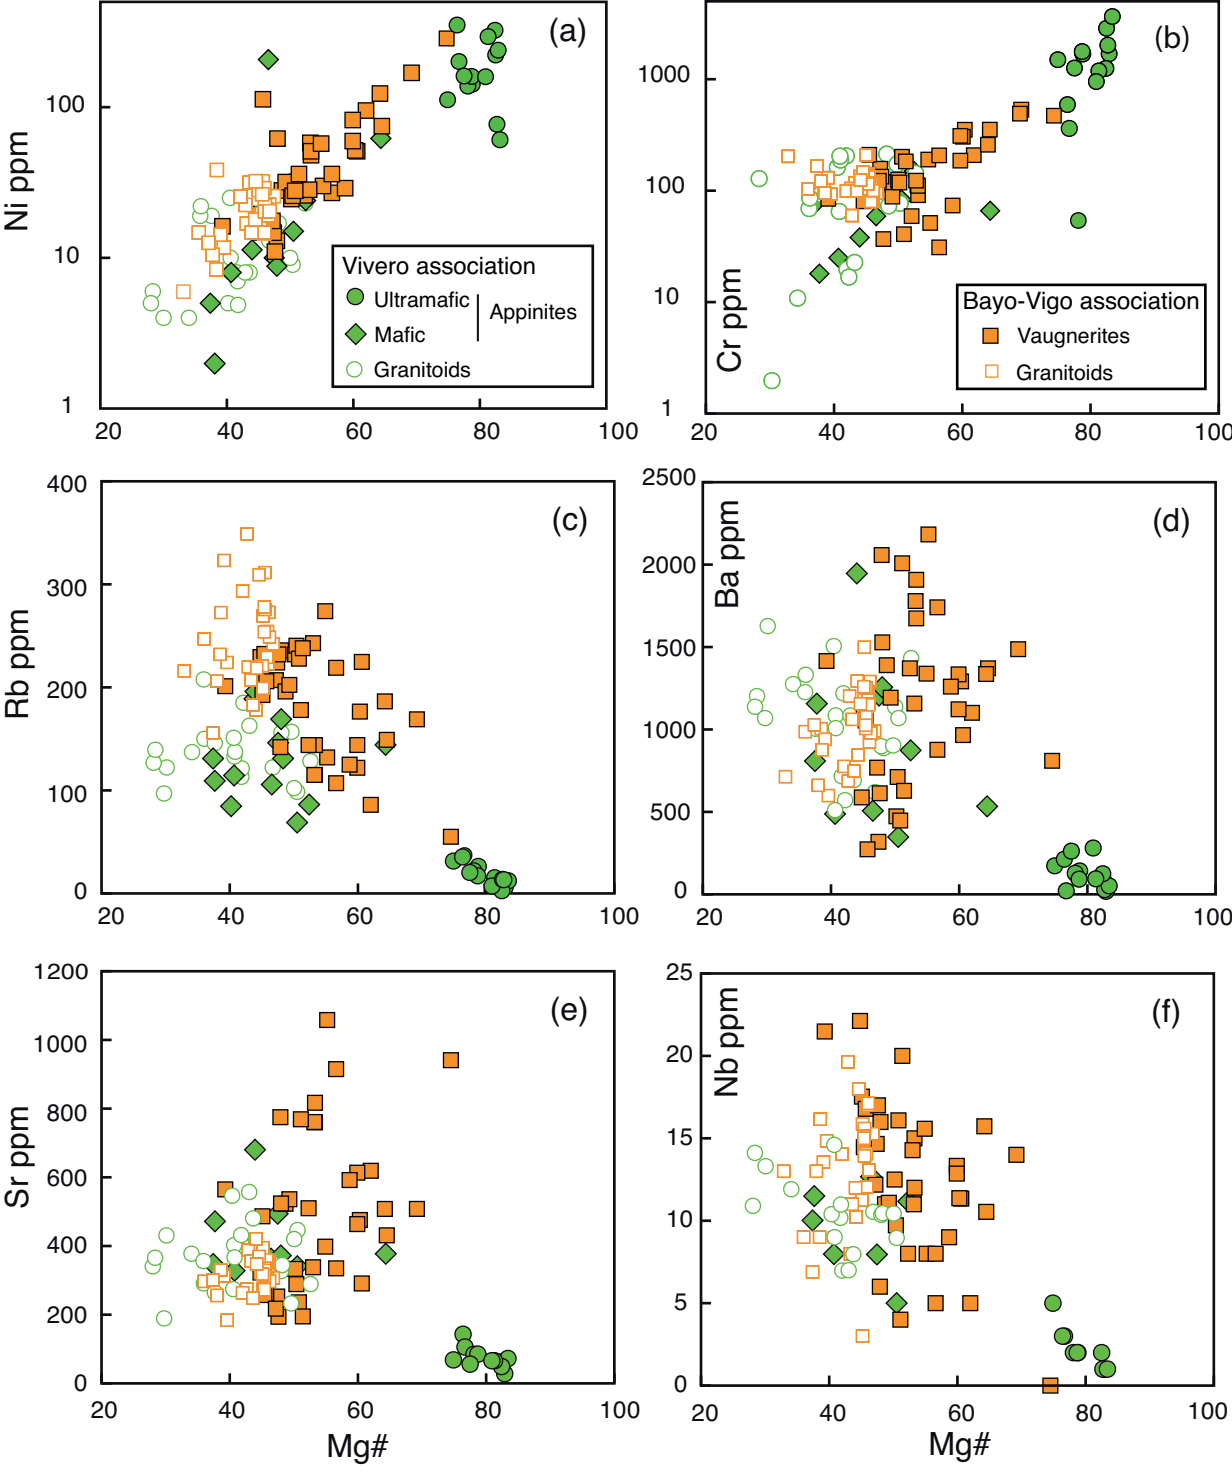 (a)
Ni ppm
100
10
1
20
40
60
80
100
Vivero association
Ultramafic
Mafic
Appinites
Granitoids
(b)
Cr ppm
1000
100
10
1
20
40
60
80
100
Bayo-Vigo association
Vaugnerites
Granitoids
(c)
Rb ppm
400
300
200
100
0
20
40
60
80
100
(d)
Ba ppm
2500
2000
1500
1000
500
0
20
40
60
80
100
(e)
Sr ppm
1200
1000
800
600
400
200
0
20
40
60
80
100
Mg#
(f)
Nb ppm
25
20
15
10
5
0
20
40
60
80
100
Mg#